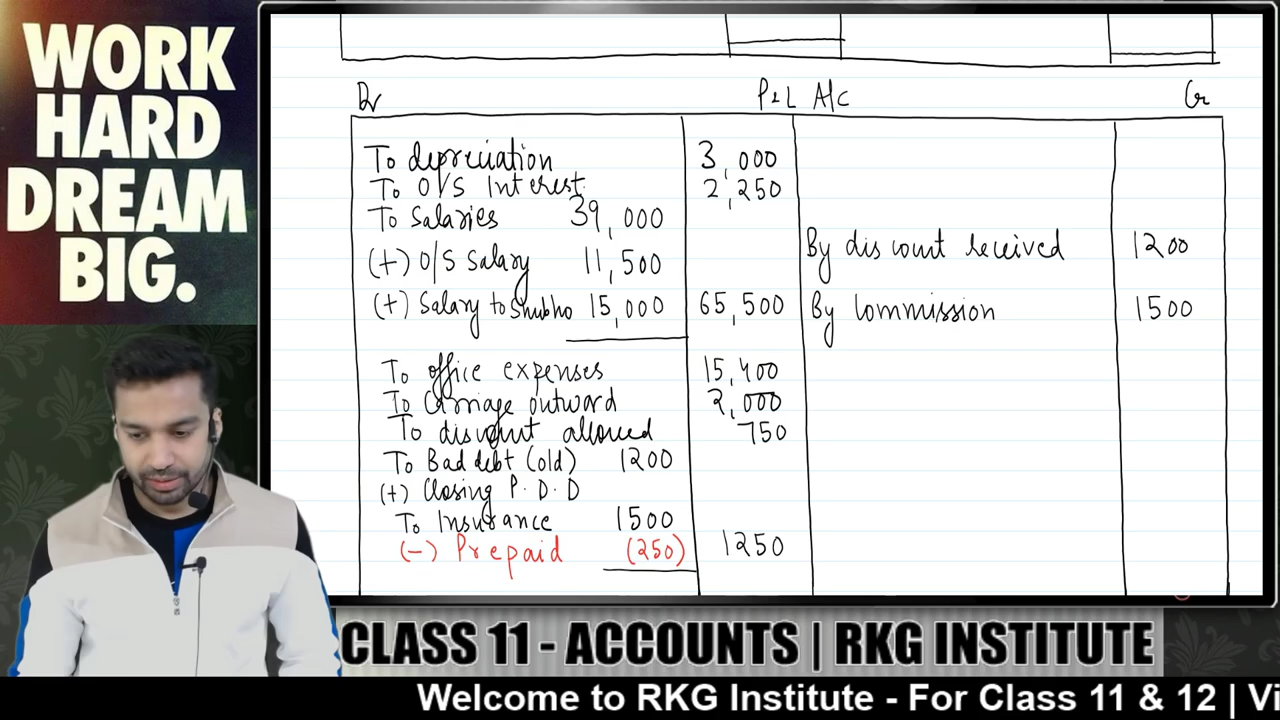 WORK
HARD
DREAM
BIG.
Dr P&L A/c Cr
To depreciation 3,000
To O/S Interest 2,250
To Salaries 39,000
(+) O/S Salary 11,500
By discount received 1200
(+) Salary to Shubho 15,000 65,500
By Commission 1500
To office expenses 15,400
To Carriage outward 2,000
To discount allowed 750
To Bad debt (old) 1200
(+) Closing P.D.D
To Insurance 1500
(-) Prepaid (250) 1250
CLASS 11 - ACCOUNTS | RKG INSTITUTE
Welcome to RKG Institute - For Class 11 & 12 | Vi